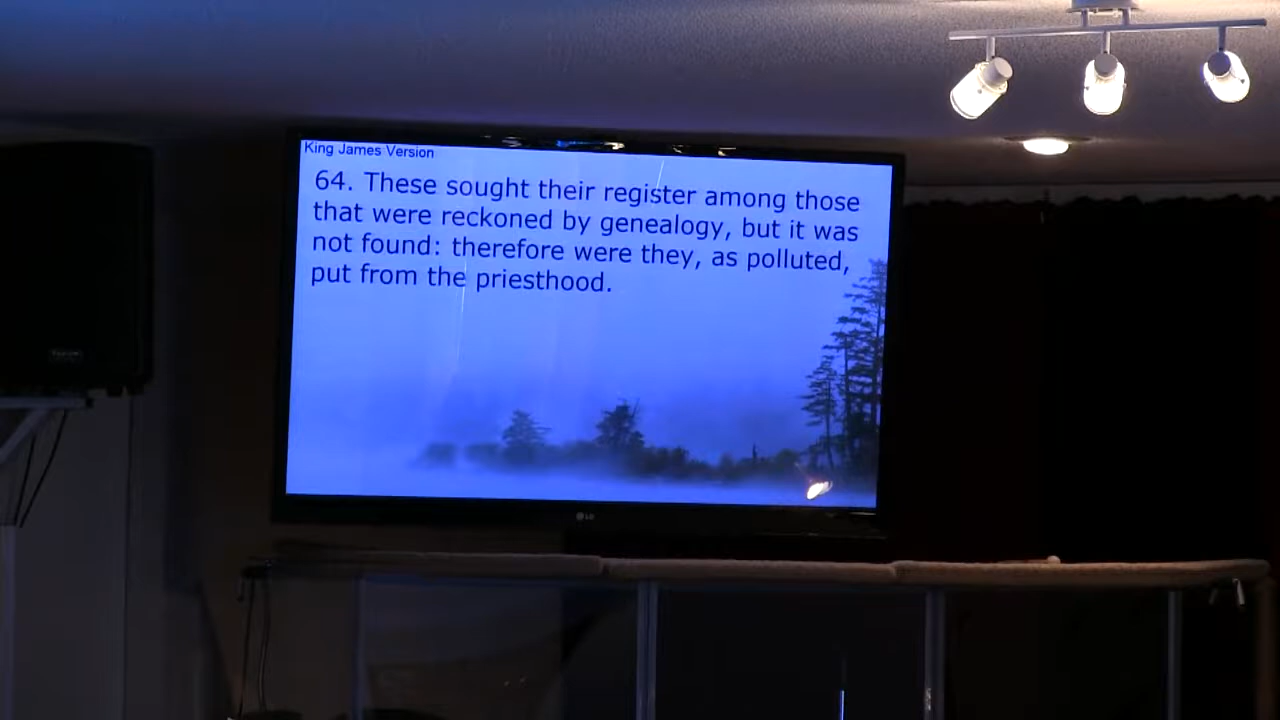 King James Version
64. These sought their register among those
that were reckoned by genealogy, but it was
not found: therefore were they, as polluted,
put from the priesthood.
LG